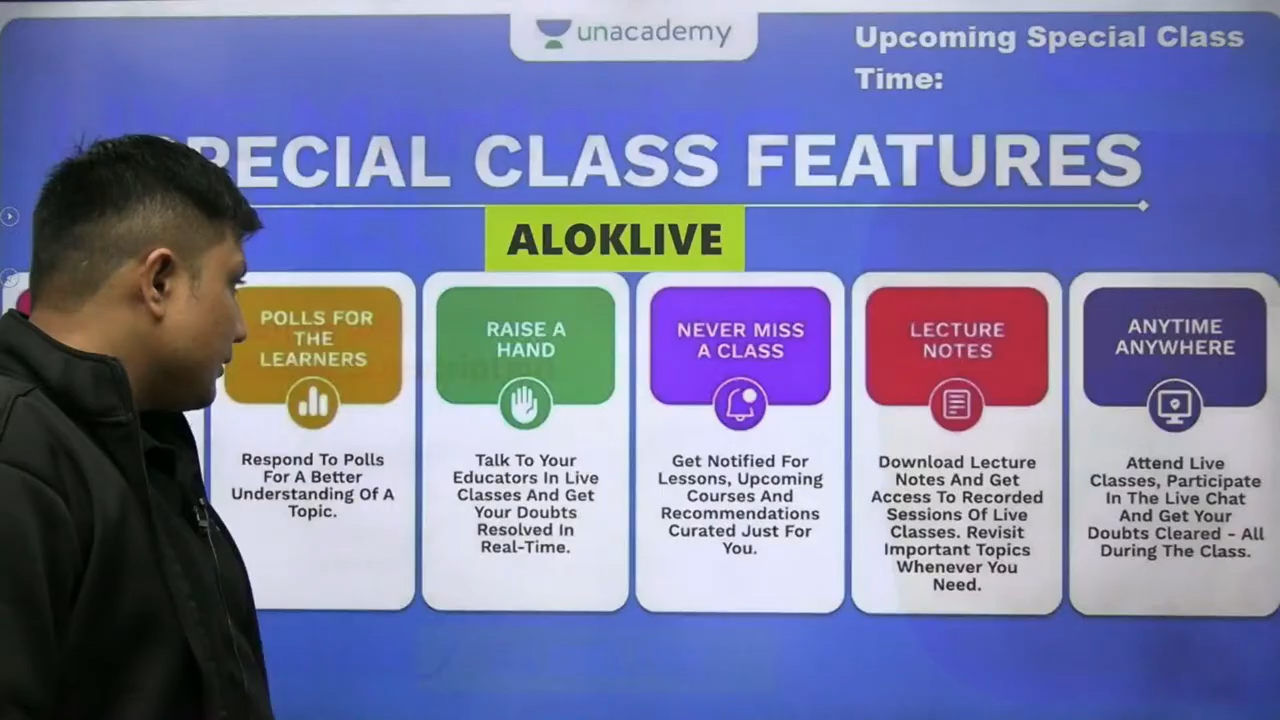 unacademy
Upcoming Special Class
Time:
SPECIAL CLASS FEATURES
ALOKLIVE
POLLS FOR
THE
LEARNERS
Respond To Polls
For A Better
Understanding Of A
Topic.
RAISE A
HAND
Talk To Your
Educators In Live
Classes And Get
Your Doubts
Resolved In
Real-Time.
NEVER MISS
A CLASS
Get Notified For
Lessons, Upcoming
Courses And
Recommendations
Curated Just For
You.
LECTURE
NOTES
Download Lecture
Notes And Get
Access To Recorded
Sessions Of Live
Classes. Revisit
Important Topics
Whenever You
Need.
ANYTIME
ANYWHERE
Attend Live
Classes, Participate
In The Live Chat
And Get Your
Doubts Cleared - All
During The Class.